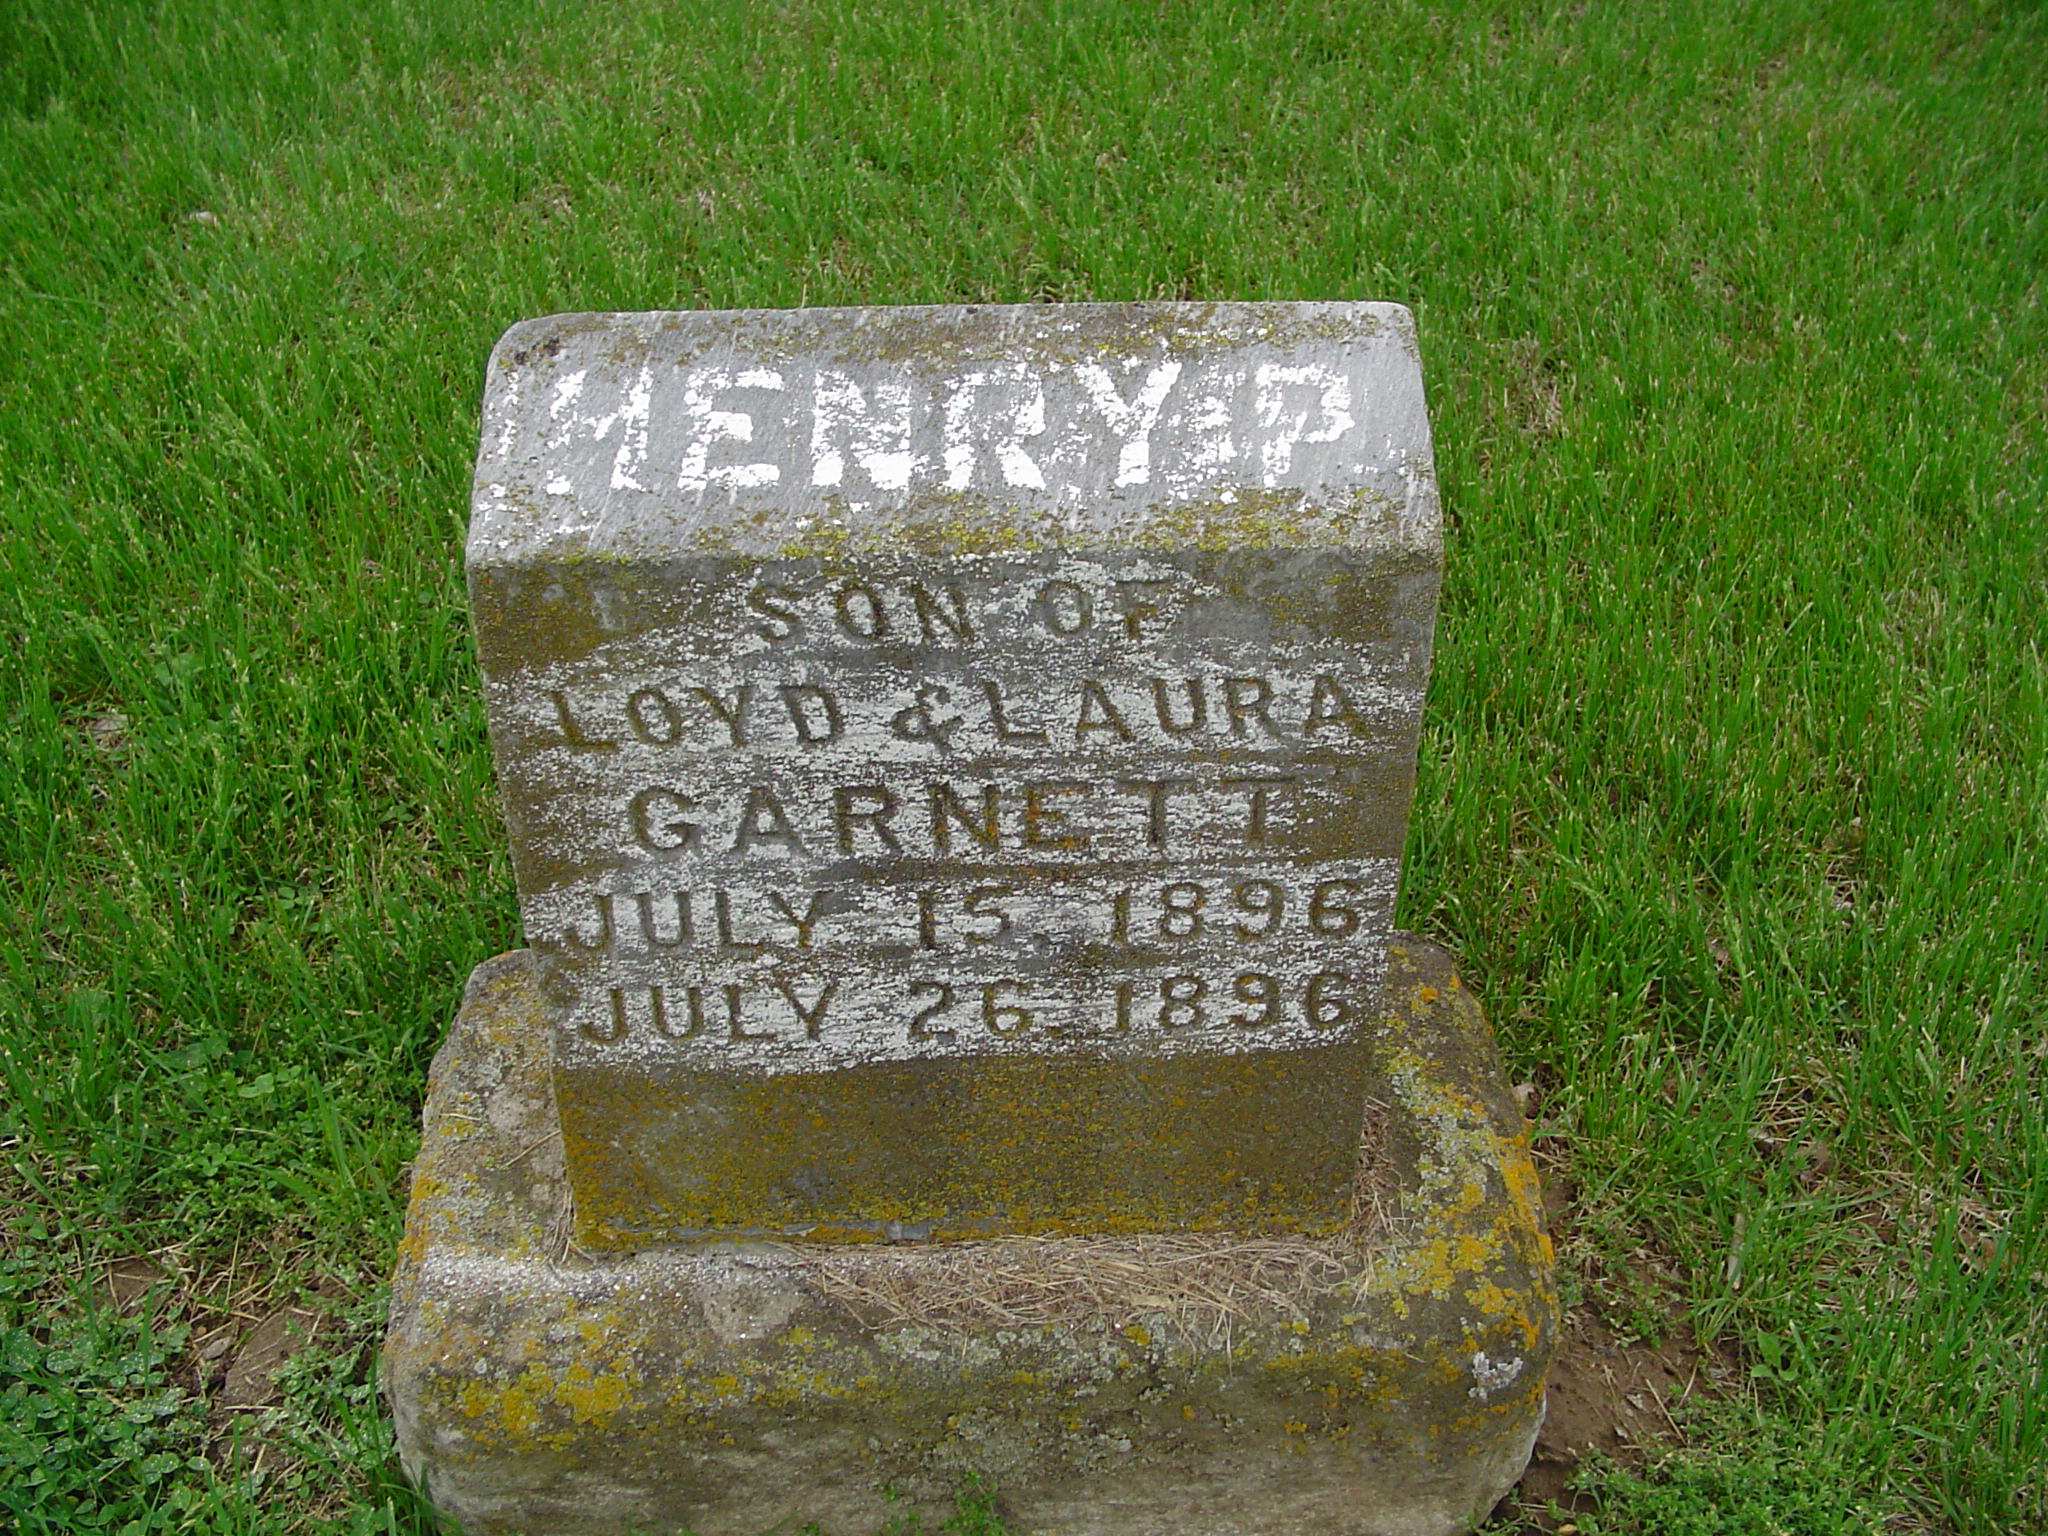 HENRY P.
SON OF
LOYD & LAURA
GARNETT
JULY 15, 1896
JULY 26, 1896